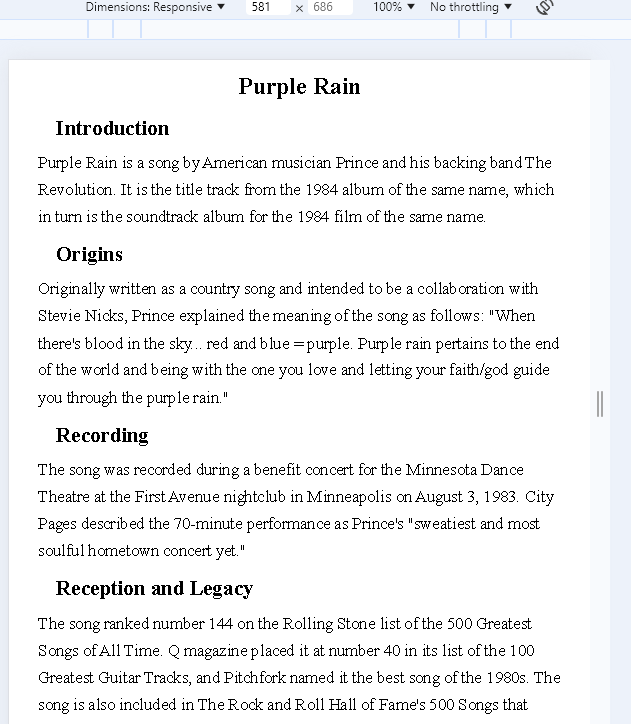 Dimensions: Responsive ▼ 581 × 686 100% ▼ No throttling ▼
Purple Rain
Introduction
Purple Rain is a song by American musician Prince and his backing band The
Revolution. It is the title track from the 1984 album of the same name, which
in turn is the soundtrack album for the 1984 film of the same name.
Origins
Originally written as a country song and intended to be a collaboration with
Stevie Nicks, Prince explained the meaning of the song as follows: "When
there's blood in the sky... red and blue = purple. Purple rain pertains to the end
of the world and being with the one you love and letting your faith/god guide
you through the purple rain."
Recording
The song was recorded during a benefit concert for the Minnesota Dance
Theatre at the First Avenue nightclub in Minneapolis on August 3, 1983. City
Pages described the 70-minute performance as Prince's "sweatiest and most
soulful hometown concert yet."
Reception and Legacy
The song ranked number 144 on the Rolling Stone list of the 500 Greatest
Songs of All Time. Q magazine placed it at number 40 in its list of the 100
Greatest Guitar Tracks, and Pitchfork named it the best song of the 1980s. The
song is also included in The Rock and Roll Hall of Fame's 500 Songs that